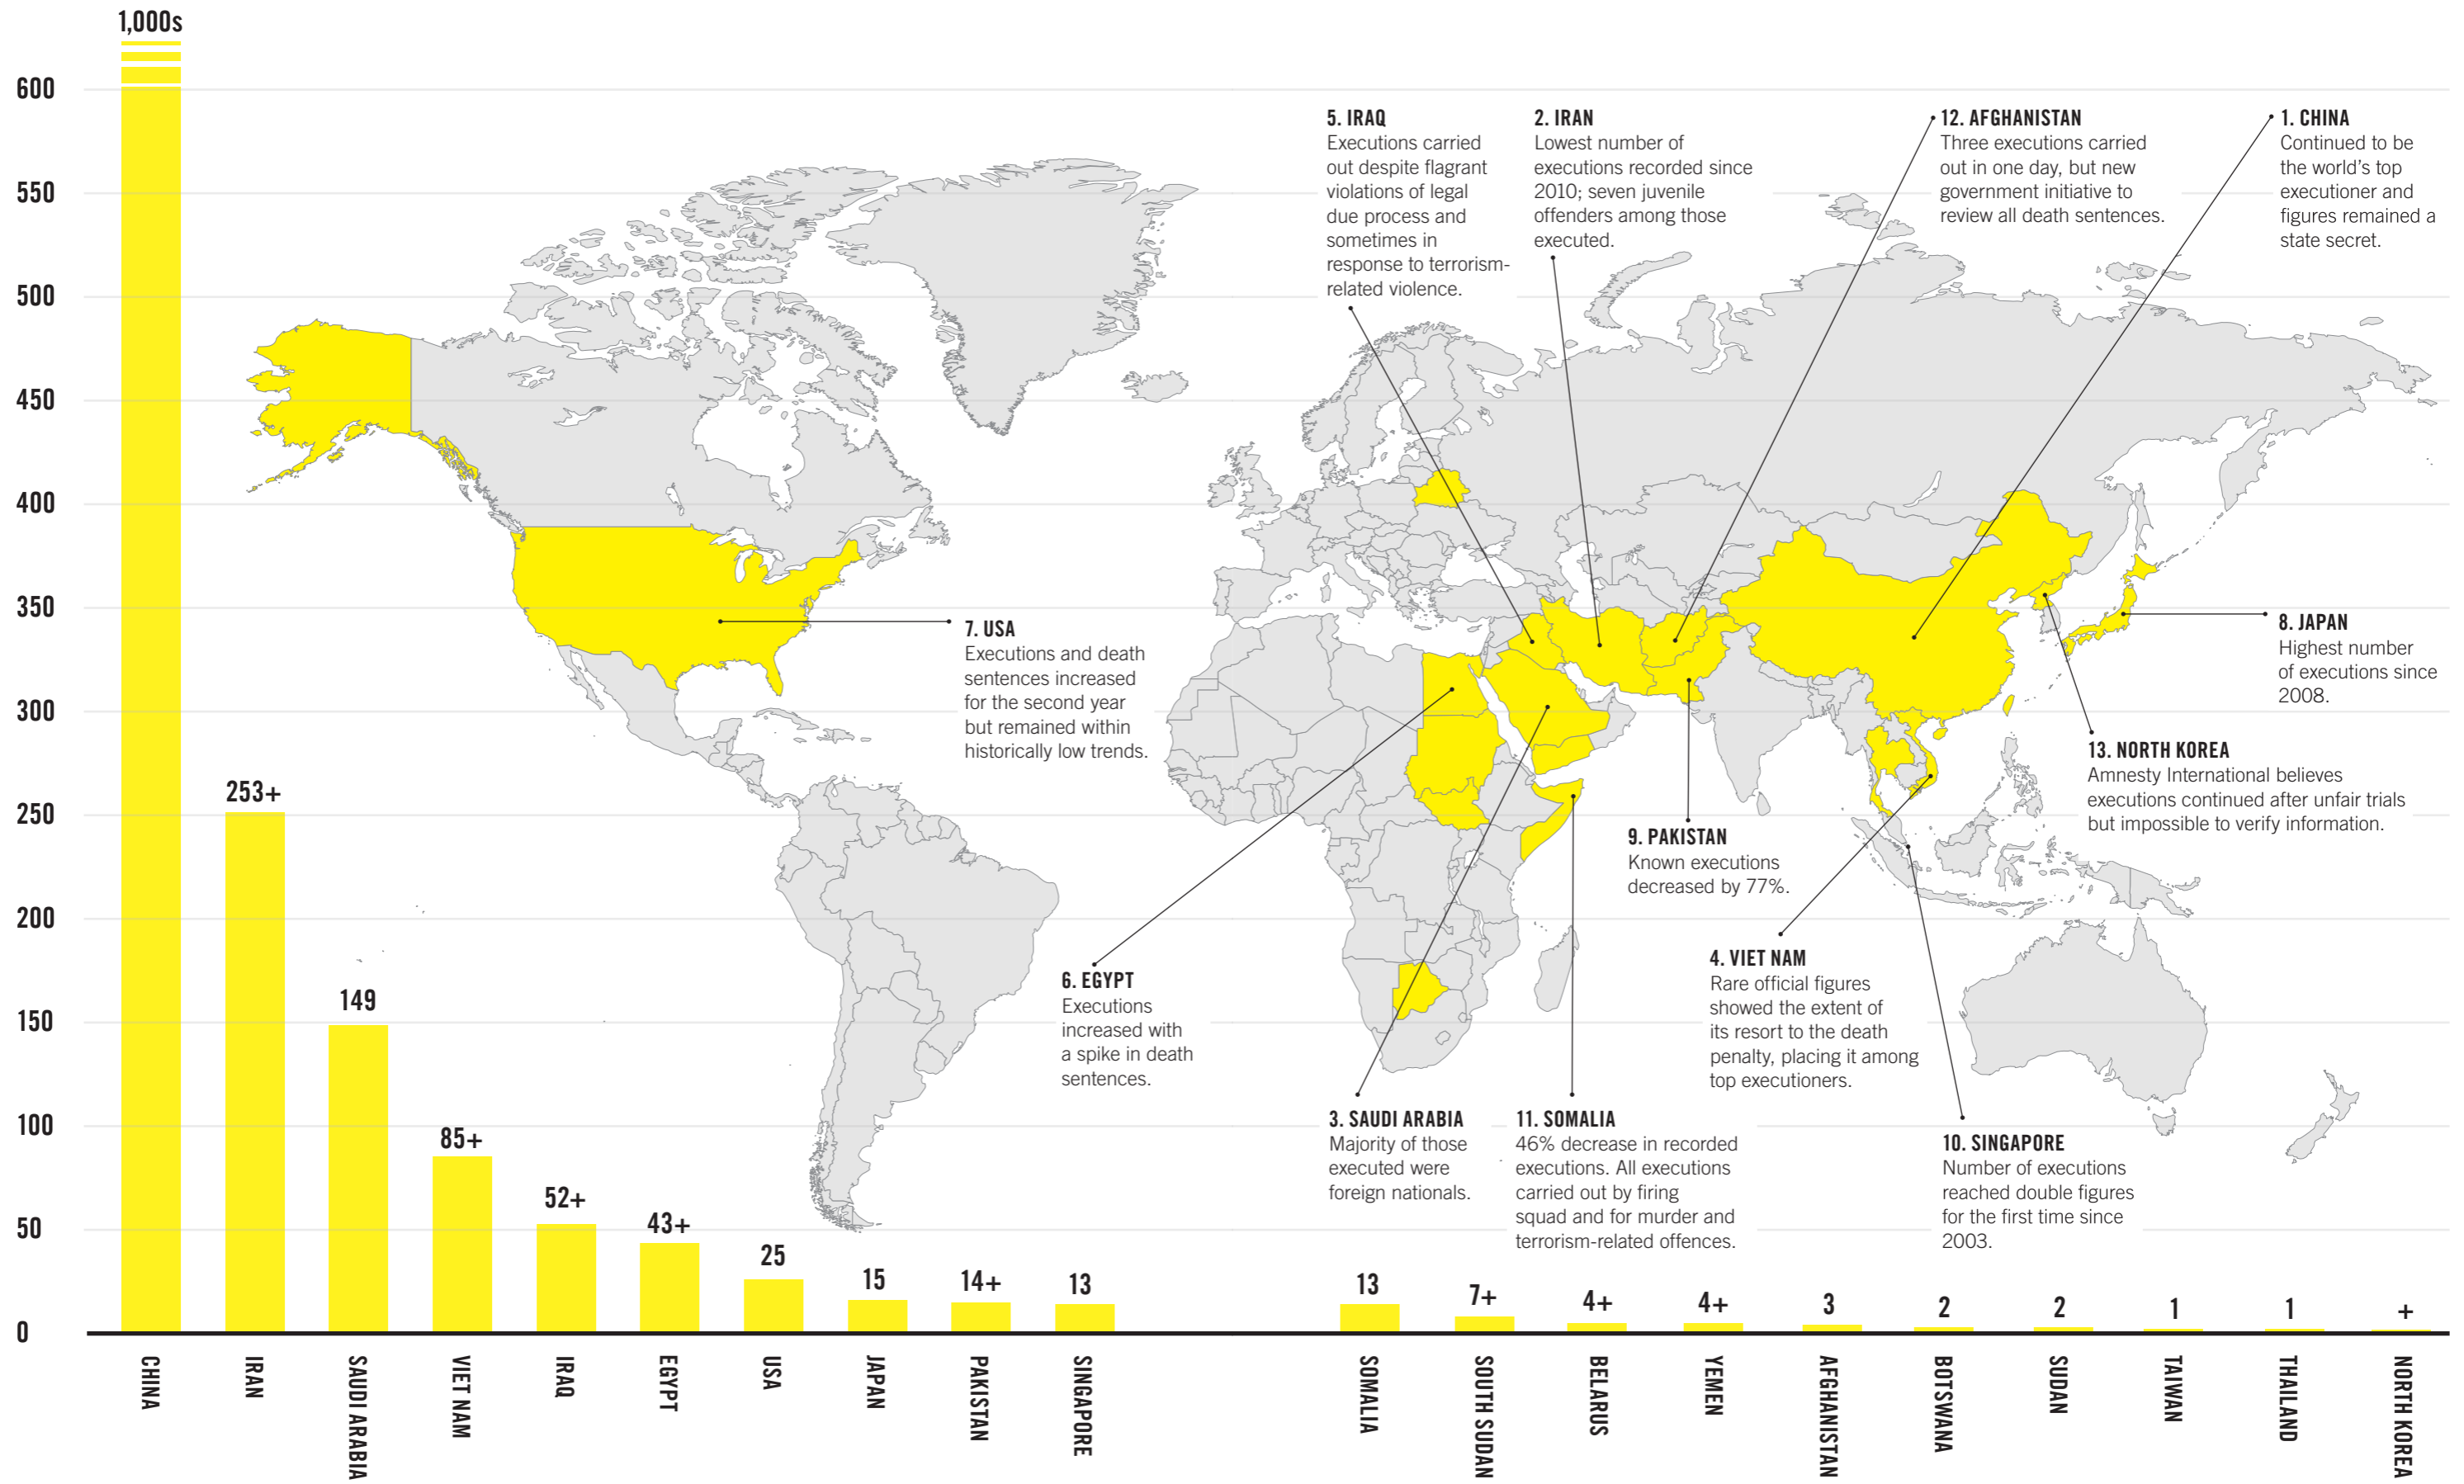 1,000s
600
550
500
450
400
350
300
250
200
150
100
50
0
253+
149
85+
52+
43+
25
15
14+
13
13
7+
4+
4+
3
2
2
1
1
+
CHINA
IRAN
SAUDI ARABIA
VIET NAM
IRAQ
EGYPT
USA
JAPAN
PAKISTAN
SINGAPORE
SOMALIA
SOUTH SUDAN
BELARUS
YEMEN
AFGHANISTAN
BOTSWANA
SUDAN
TAIWAN
THAILAND
NORTH KOREA
5. IRAQ
Executions carried
out despite flagrant
violations of legal
due process and
sometimes in
response to terrorism-
related violence.
2. IRAN
Lowest number of
executions recorded since
2010; seven juvenile
offenders among those
executed.
12. AFGHANISTAN
Three executions carried
out in one day, but new
government initiative to
review all death sentences.
1. CHINA
Continued to be
the world's top
executioner and
figures remained a
state secret.
7. USA
Executions and death
sentences increased
for the second year
but remained within
historically low trends.
8. JAPAN
Highest number
of executions since
2008.
13. NORTH KOREA
Amnesty International believes
executions continued after unfair trials
but impossible to verify information.
9. PAKISTAN
Known executions
decreased by 77%.
6. EGYPT
Executions
increased with
a spike in death
sentences.
4. VIET NAM
Rare official figures
showed the extent of
its resort to the death
penalty, placing it among
top executioners.
3. SAUDI ARABIA
Majority of those
executed were
foreign nationals.
11. SOMALIA
46% decrease in recorded
executions. All executions
carried out by firing
squad and for murder and
terrorism-related offences.
10. SINGAPORE
Number of executions
reached double figures
for the first time since
2003.